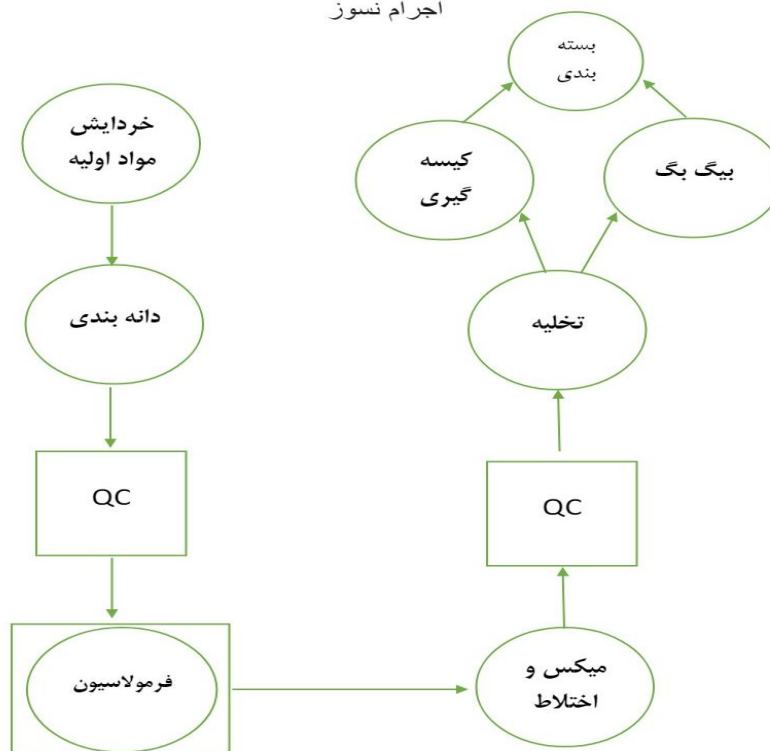 اجرام نسوز
خردایش
مواد اولیه
دانه بندی
QC
فرمولاسیون
میکس و
اختلاط
QC
تخلیه
کیسه
گیری
بیگ بگ
بسته
بندی